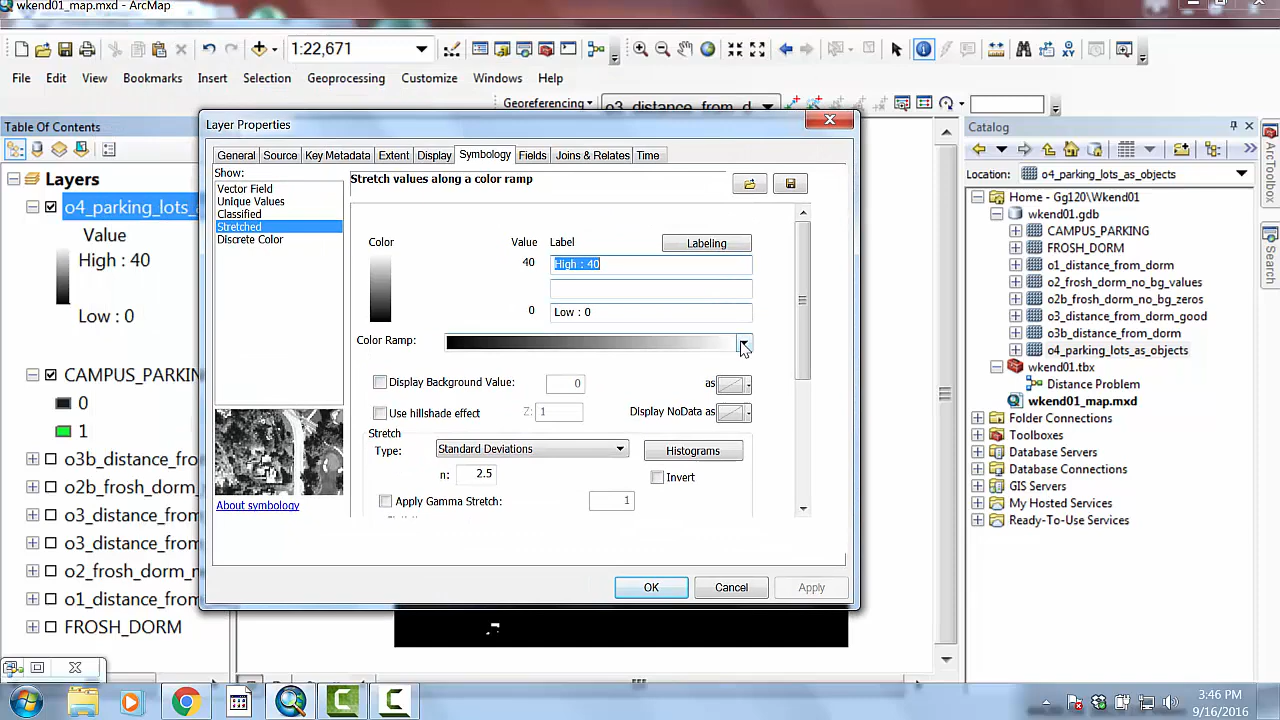 wkend01_map.mxd - ArcMap
1:22,671
File Edit View Bookmarks Insert Selection Geoprocessing Customize Windows Help
Georeferencing o3_distance_from_d
Table Of Contents
Layers
o4_parking_lots_
Value
High : 40
Low : 0
CAMPUS_PARKIN
0
1
o3b_distance_fro
o2b_frosh_dorm_
o3_distance_from
o3_distance_from
o2_frosh_dorm_n
o1_distance_from
FROSH_DORM
Layer Properties
General Source Key Metadata Extent Display Symbology Fields Joins & Relates Time
Show:
Vector Field
Unique Values
Classified
Stretched
Discrete Color
About symbology
Stretch values along a color ramp
Color Value Label Labeling
40 High : 40
0 Low : 0
Color Ramp:
Display Background Value: 0 as
Use hillshade effect Z: 1 Display NoData as
Stretch
Type: Standard Deviations Histograms
n: 2.5 Invert
Apply Gamma Stretch: 1
OK Cancel Apply
Catalog
Location: o4_parking_lots_as_objects
Home - Gg120\Wkend01
wkend01.gdb
CAMPUS_PARKING
FROSH_DORM
o1_distance_from_dorm
o2_frosh_dorm_no_bg_values
o2b_frosh_dorm_no_bg_zeros
o3_distance_from_dorm_good
o3b_distance_from_dorm
o4_parking_lots_as_objects
wkend01.tbx
Distance Problem
wkend01_map.mxd
Folder Connections
Toolboxes
Database Servers
Database Connections
GIS Servers
My Hosted Services
Ready-To-Use Services
ArcToolbox
Search
3:46 PM
9/16/2016